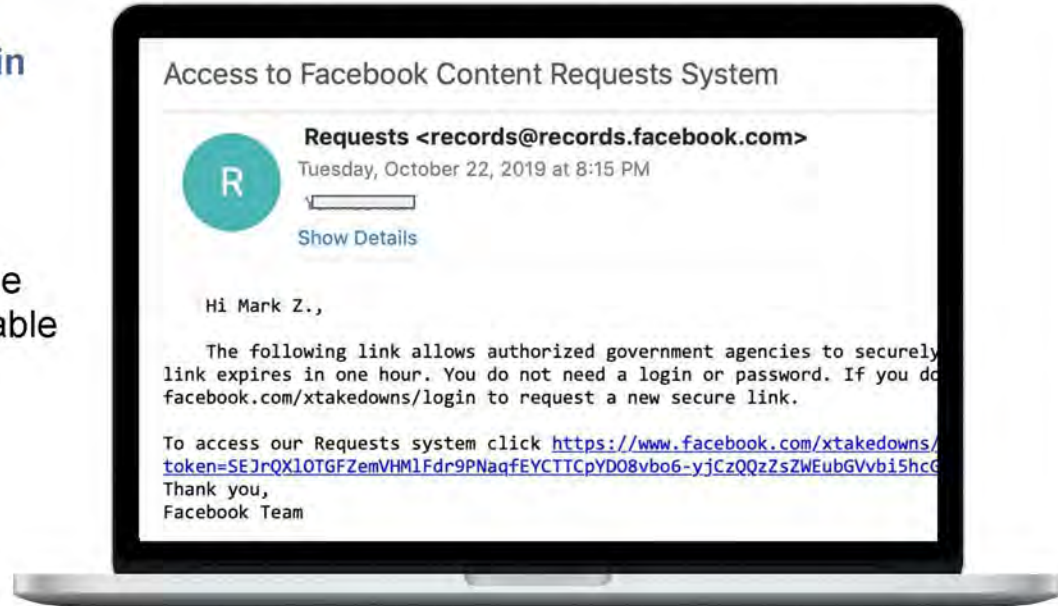 in
e
able
Access to Facebook Content Requests System
R
Requests <records@records.facebook.com>
Tuesday, October 22, 2019 at 8:15 PM
Show Details
Hi Mark Z.,
The following link allows authorized government agencies to securely
link expires in one hour. You do not need a login or password. If you do
facebook.com/xtakedowns/login to request a new secure link.
To access our Requests system click https://www.facebook.com/xtakedowns/
token=SEJrQXlOTGFZemVHMlFdr9PNaqfEYCTTCpYDO8vbo6-yjCzQQzZsZWEubGVvbi5hcG
Thank you,
Facebook Team